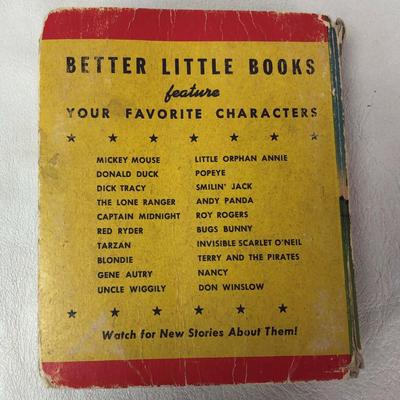 BETTER LITTLE BOOKS
feature
YOUR FAVORITE CHARACTERS
MICKEY MOUSE
DONALD DUCK
DICK TRACY
THE LONE RANGER
CAPTAIN MIDNIGHT
RED RYDER
TARZAN
BLONDIE
GENE AUTRY
UNCLE WIGGILY
LITTLE ORPHAN ANNIE
POPEYE
SMILIN' JACK
ANDY PANDA
ROY ROGERS
BUGS BUNNY
INVISIBLE SCARLET O'NEIL
TERRY AND THE PIRATES
NANCY
DON WINSLOW
Watch for New Stories About Them!